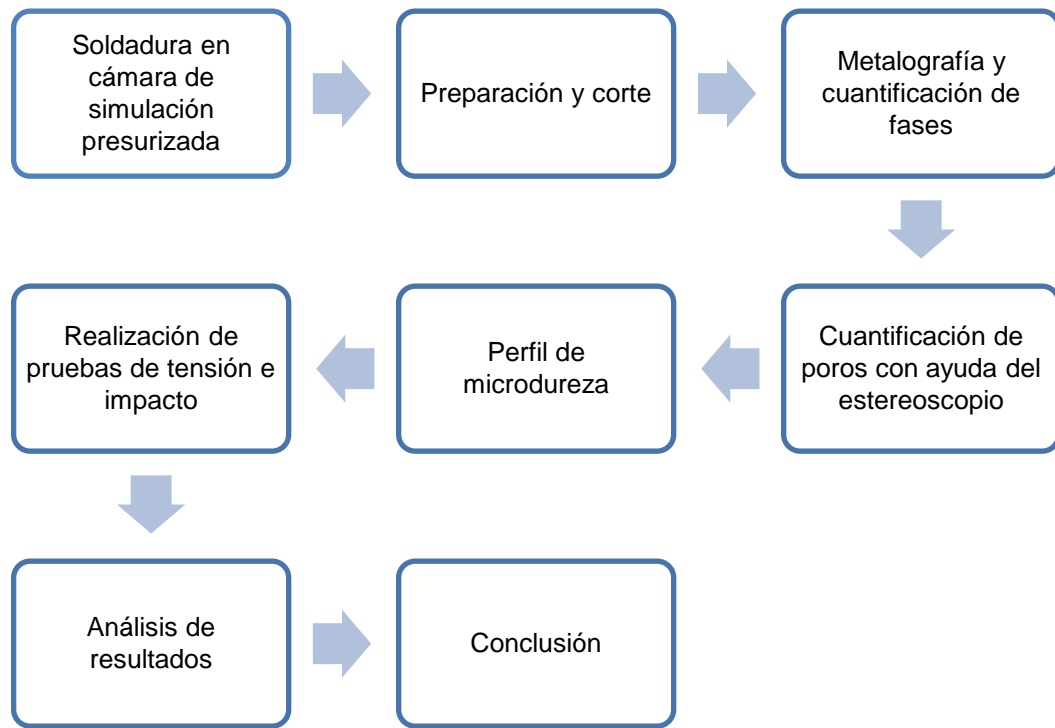 Soldadura en
cámara de
simulación
presurizada
Preparación y corte
Metalografía y
cuantificación de
fases
Cuantificación de
poros con ayuda del
estereoscopio
Perfil de
microdureza
Realización de
pruebas de tensión e
impacto
Análisis de
resultados
Conclusión